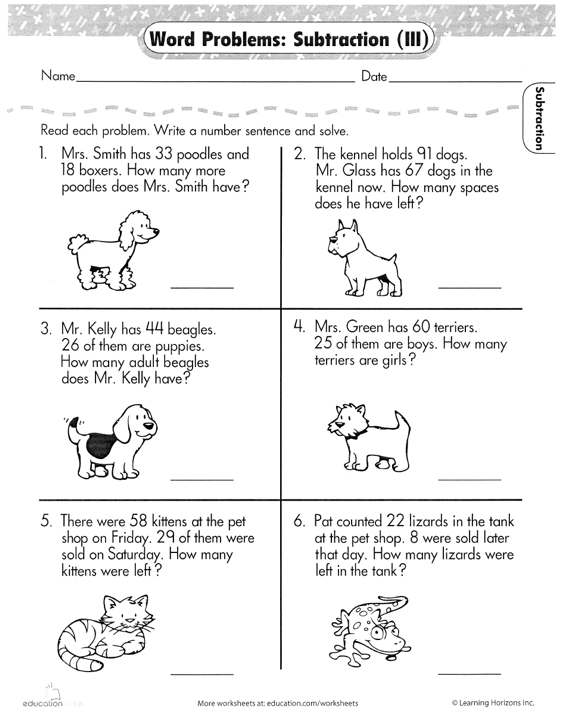 Word Problems: Subtraction (III)
Name
Date
Subtraction
Read each problem. Write a number sentence and solve.
1. Mrs. Smith has 33 poodles and
18 boxers. How many more
poodles does Mrs. Smith have?
2. The kennel holds 91 dogs.
Mr. Glass has 67 dogs in the
kennel now. How many spaces
does he have left?
3. Mr. Kelly has 44 beagles.
26 of them are puppies.
How many adult beagles
does Mr. Kelly have?
4. Mrs. Green has 60 terriers.
25 of them are boys. How many
terriers are girls?
5. There were 58 kittens at the pet
shop on Friday. 29 of them were
sold on Saturday. How many
kittens were left?
6. Pat counted 22 lizards in the tank
at the pet shop. 8 were sold later
that day. How many lizards were
left in the tank?
education
More worksheets at: education.com/worksheets
© Learning Horizons Inc.